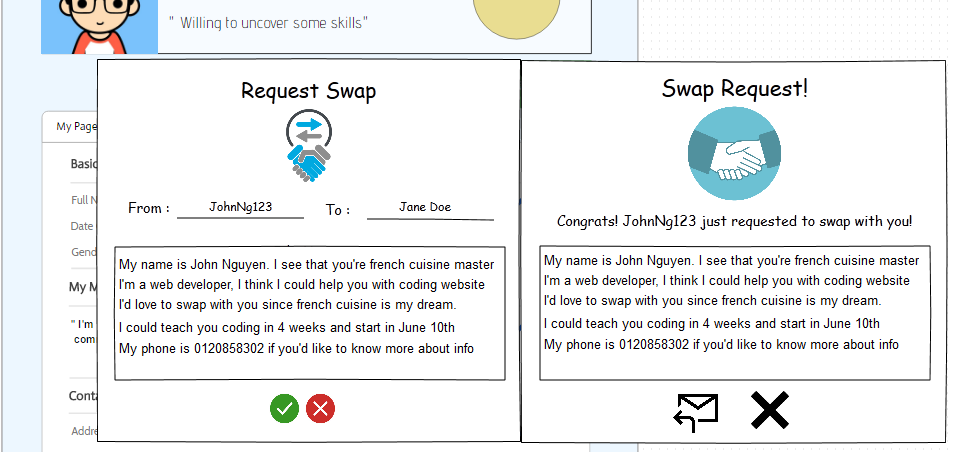 " Willing to uncover some skills"
My Page
Basic
Full N
Date
Gend
My M
" I'm
com
Conta
Addre
Request Swap
From : JohnNg123 To : Jane Doe
My name is John Nguyen. I see that you're french cuisine master
I'm a web developer, I think I could help you with coding website
I'd love to swap with you since french cuisine is my dream.
I could teach you coding in 4 weeks and start in June 10th
My phone is 0120858302 if you'd like to know more about info
Swap Request!
Congrats! JohnNg123 just requested to swap with you!
My name is John Nguyen. I see that you're french cuisine master
I'm a web developer, I think I could help you with coding website
I'd love to swap with you since french cuisine is my dream.
I could teach you coding in 4 weeks and start in June 10th
My phone is 0120858302 if you'd like to know more about info